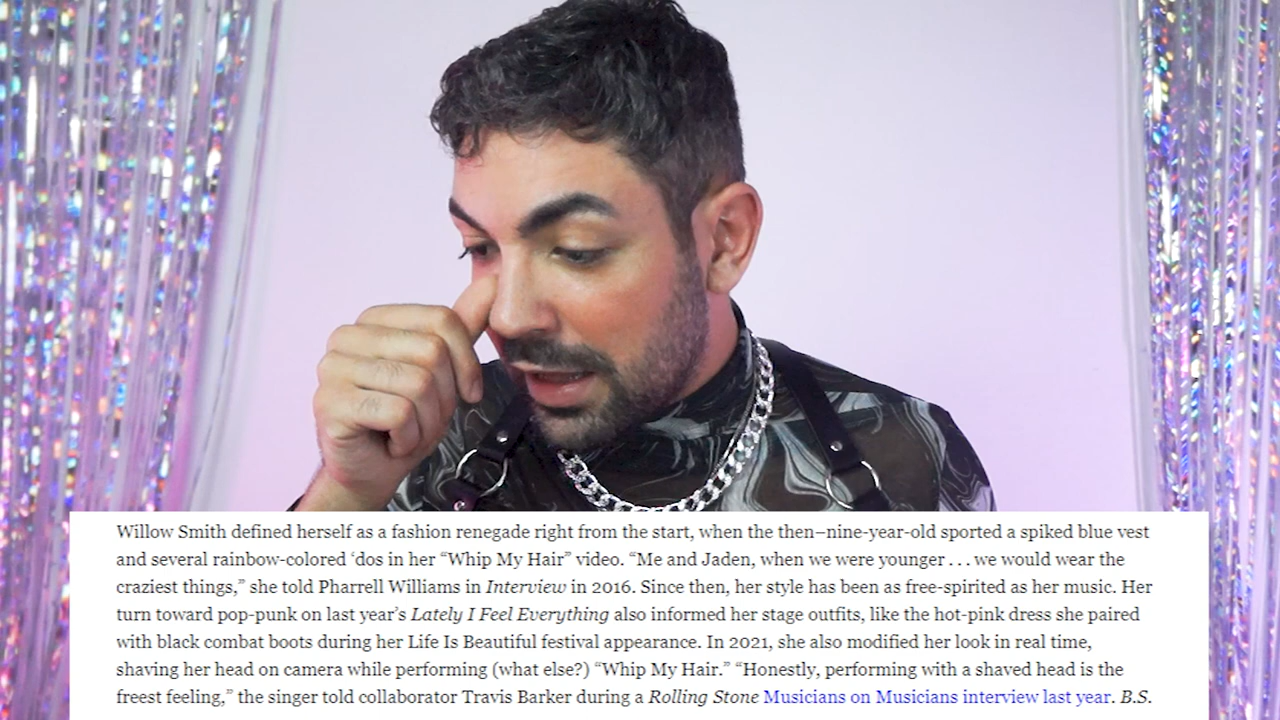 Willow Smith defined herself as a fashion renegade right from the start, when the then–nine-year-old sported a spiked blue vest
and several rainbow-colored ‘dos in her “Whip My Hair” video. “Me and Jaden, when we were younger . . . we would wear the
craziest things,” she told Pharrell Williams in Interview in 2016. Since then, her style has been as free-spirited as her music. Her
turn toward pop-punk on last year’s Lately I Feel Everything also informed her stage outfits, like the hot-pink dress she paired
with black combat boots during her Life Is Beautiful festival appearance. In 2021, she also modified her look in real time,
shaving her head on camera while performing (what else?) “Whip My Hair.” “Honestly, performing with a shaved head is the
freest feeling,” the singer told collaborator Travis Barker during a Rolling Stone Musicians on Musicians interview last year. B.S.